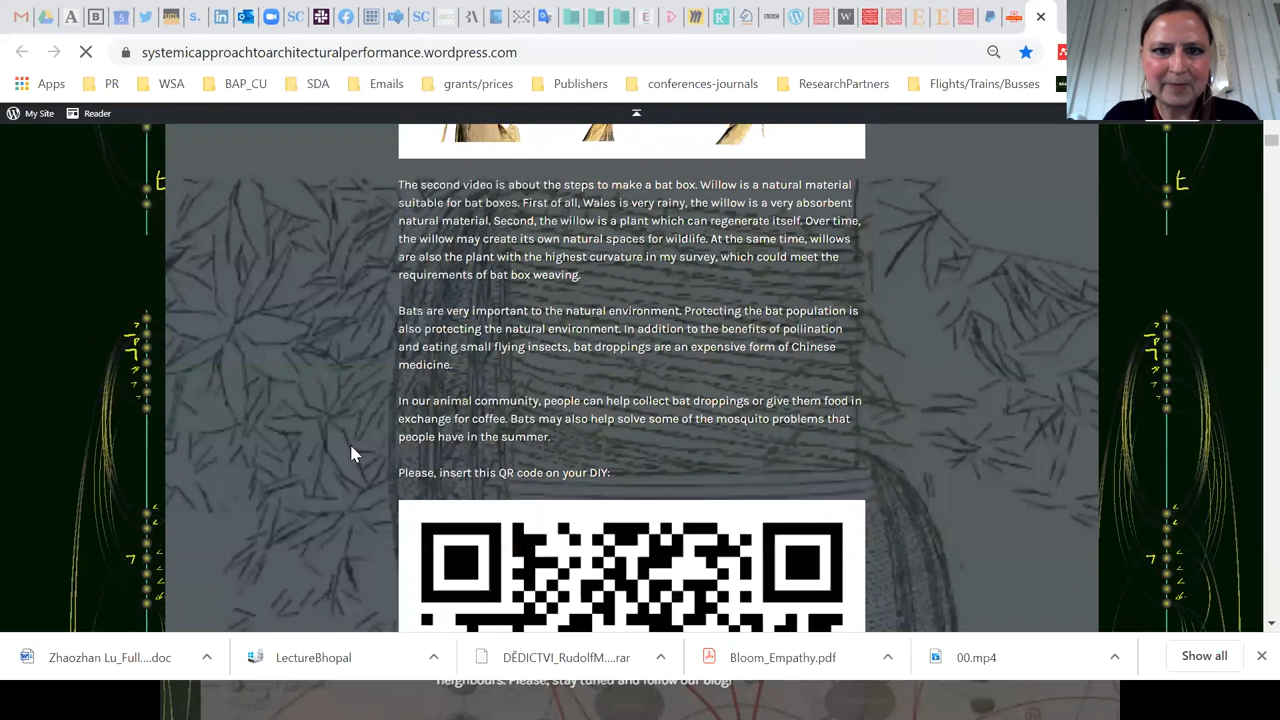 systemicapproachtoarchitecturalperformance.wordpress.com
Apps PR WSA BAP_CU SDA Emails grants/prices Publishers conferences-journals ResearchPartners Flights/Trains/Busses
My Site Reader
The second video is about the steps to make a bat box. Willow is a natural material
suitable for bat boxes. First of all, Wales is very rainy, the willow is a very absorbent
natural material. Second, the willow is a plant which can regenerate itself. Over time,
the willow may create its own natural spaces for wildlife. At the same time, willows
are also the plant with the highest curvature in my survey, which could meet the
requirements of bat box weaving.
Bats are very important to the natural environment. Protecting the bat population is
also protecting the natural environment. In addition to the benefits of pollination
and eating small flying insects, bat droppings are an expensive form of Chinese
medicine.
In our animal community, people can help collect bat droppings or give them food in
exchange for coffee. Bats may also help solve some of the mosquito problems that
people have in the summer.
Please, insert this QR code on your DIY:
Zhaozhan Lu_Full....doc LectureBhopal DÉDICTVI_RudolfM....rar Bloom_Empathy.pdf 00.mp4 Show all
neighbours. Please, stay tuned and follow our blog!